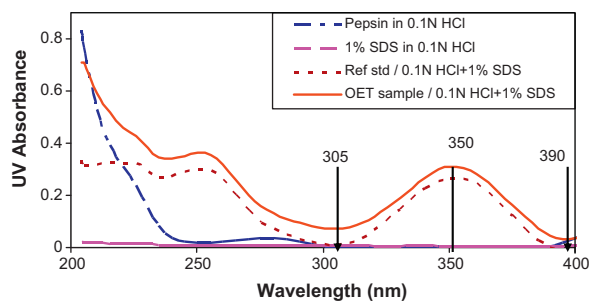 Pepsin in 0.1N HCl
1% SDS in 0.1N HCl
Ref std / 0.1N HCl+1% SDS
OET sample / 0.1N HCl+1% SDS
UV Absorbance
0.8
0.6
0.4
0.2
0
305
350
390
200
250
300
350
400
Wavelength (nm)